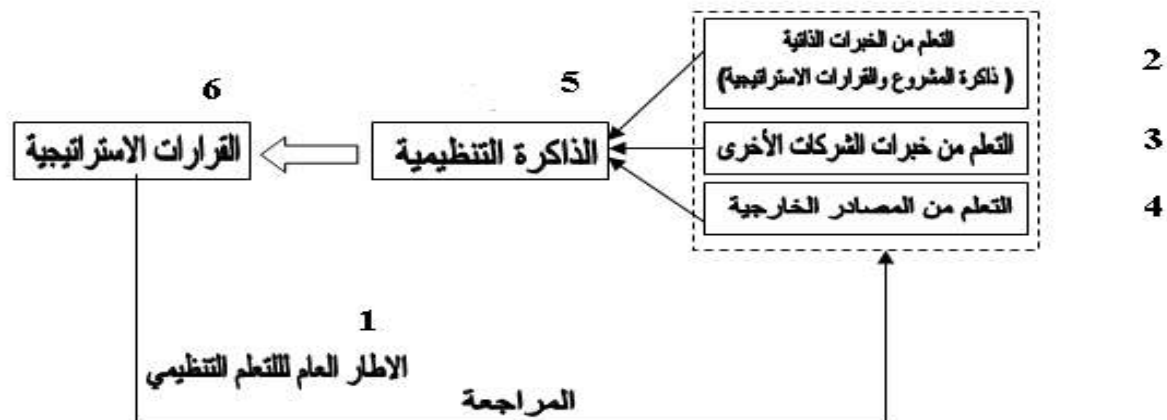 التعلم من الخبرات الذاتية
2
( ذاكرة المشروع والقرارات الاستراتيجية)
6
5
القرارات الاستراتيجية
الذاكرة التنظيمية
التعلم من خبرات الشركات الأخرى
3
التعلم من المصادر الخارجية
4
1
الاطار العام لللتعلم التنظيمي
المراجعة